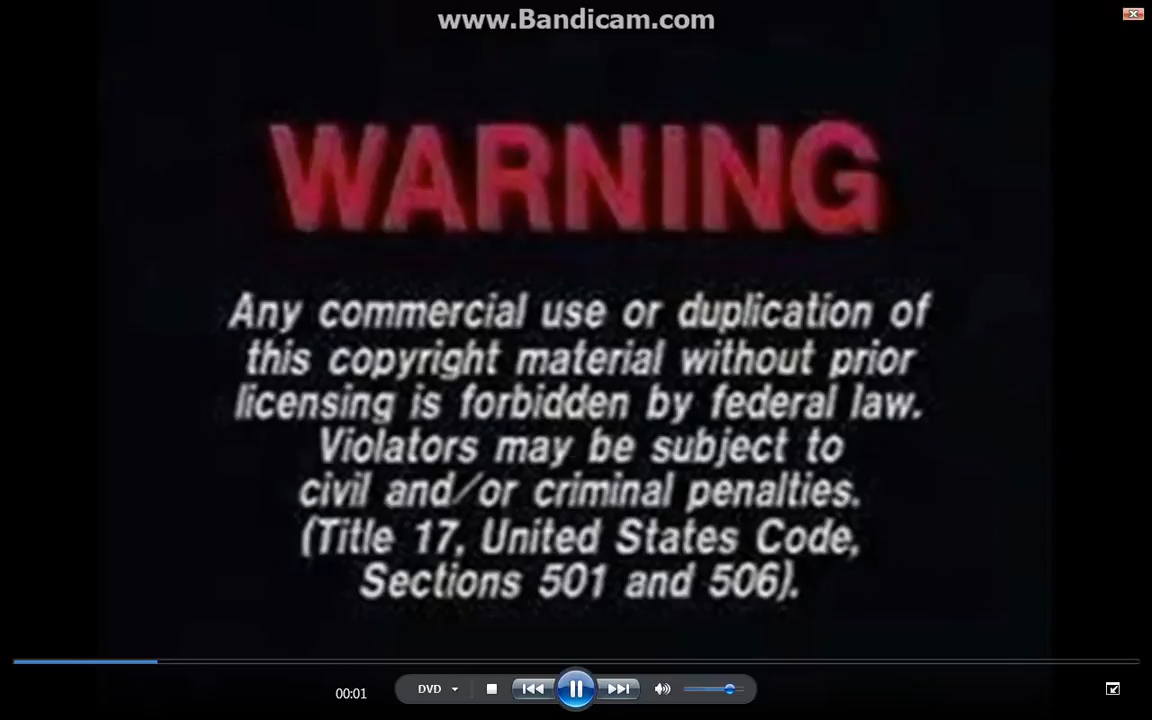 www.Bandicam.com
WARNING
Any commercial use or duplication of
this copyright material without prior
licensing is forbidden by federal law.
Violators may be subject to
civil and/or criminal penalties.
(Title 17, United States Code,
Sections 501 and 506).
00:01
DVD